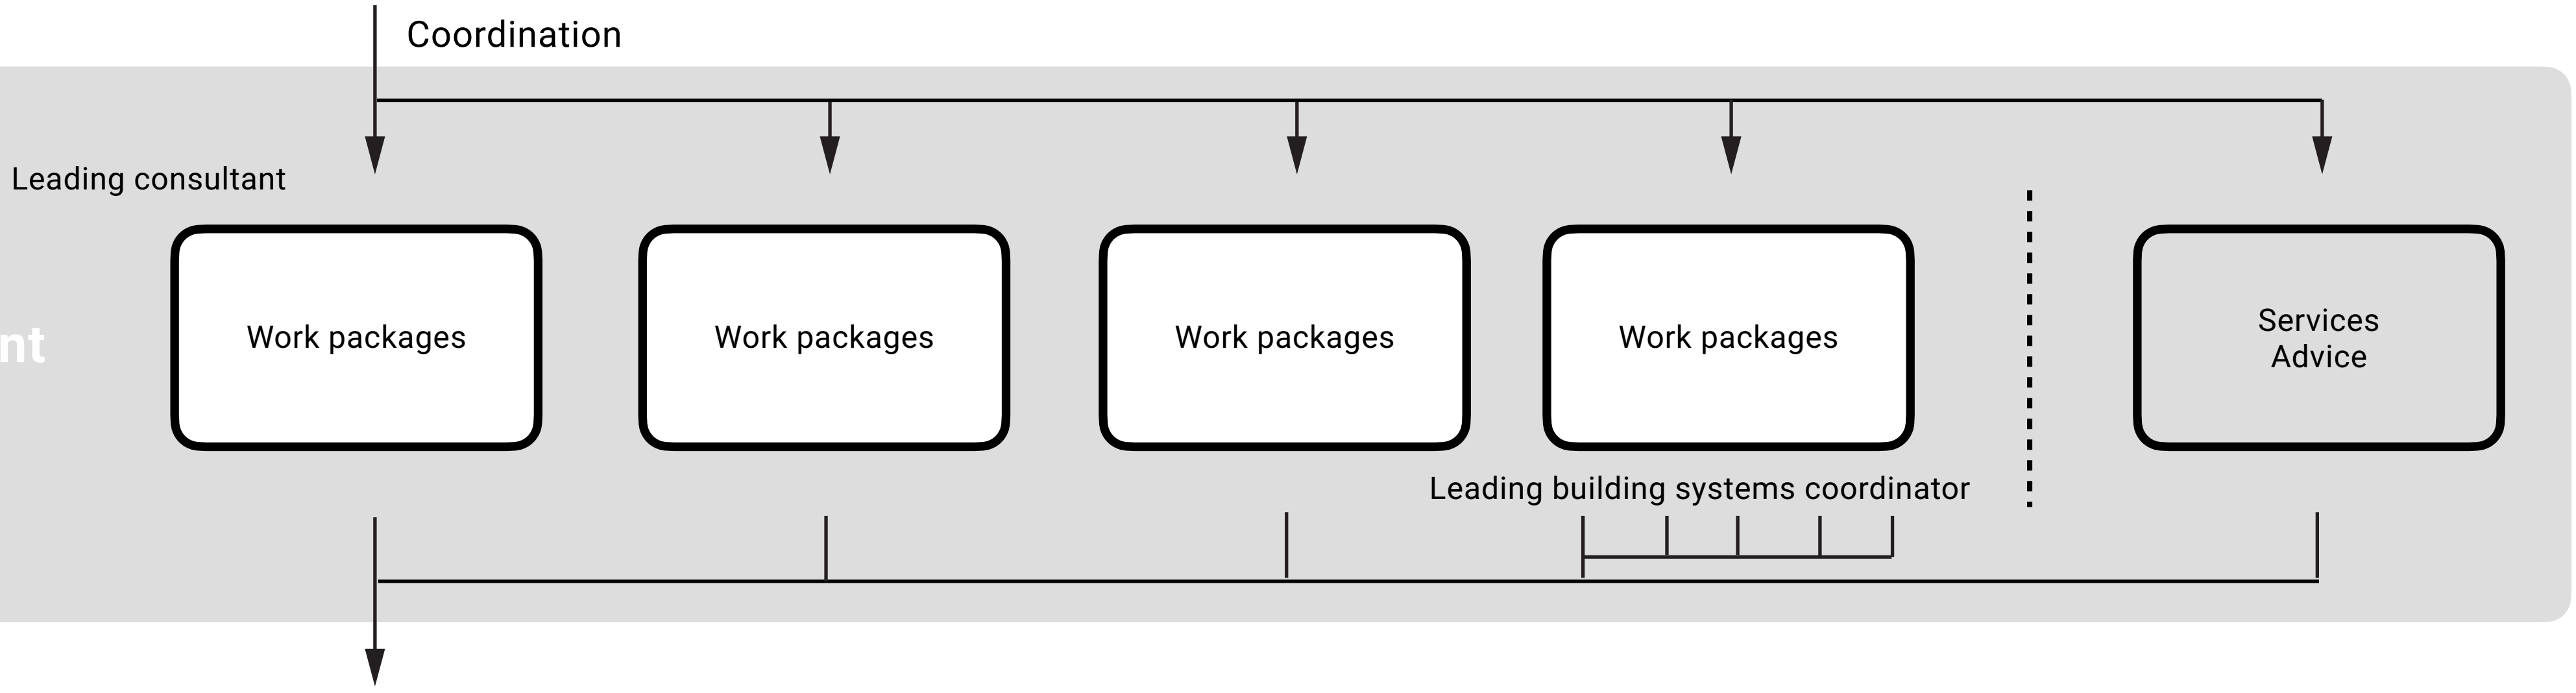 Coordination
Leading consultant
Work packages
Work packages
Work packages
Work packages
Services
Advice
nt
Leading building systems coordinator